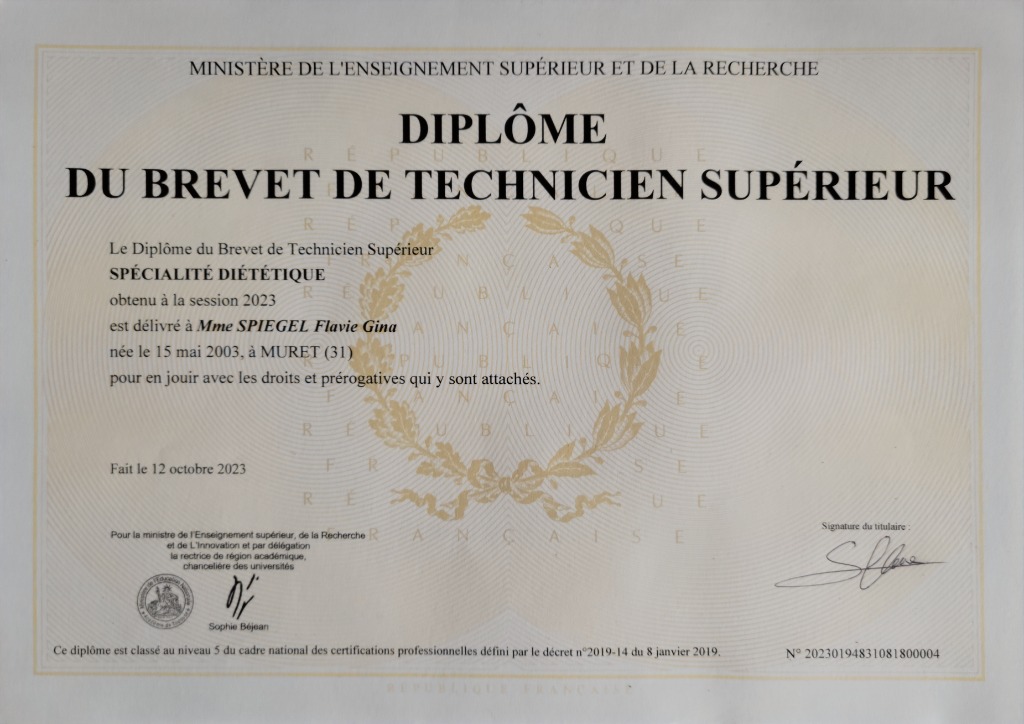 MINISTÈRE DE L'ENSEIGNEMENT SUPÉRIEUR ET DE LA RECHERCHE
DIPLÔME
DU BREVET DE TECHNICIEN SUPÉRIEUR
Le Diplôme du Brevet de Technicien Supérieur
SPÉCIALITÉ DIÉTÉTIQUE
obtenu à la session 2023
est délivré à Mme SPIEGEL Flavie Gina
née le 15 mai 2003, à MURET (31)
pour en jouir avec les droits et prérogatives qui y sont attachés.
Fait le 12 octobre 2023
Pour la ministre de l'Enseignement supérieur, de la Recherche
et de L'Innovation et par délégation
la rectrice de région académique,
chancelière des universités
Sophie Béjean
Signature du titulaire :
Ce diplôme est classé au niveau 5 du cadre national des certifications professionnelles défini par le décret n°2019-14 du 8 janvier 2019.
N° 20230194831081800004
RÉPUBLIQUE FRANÇAISE